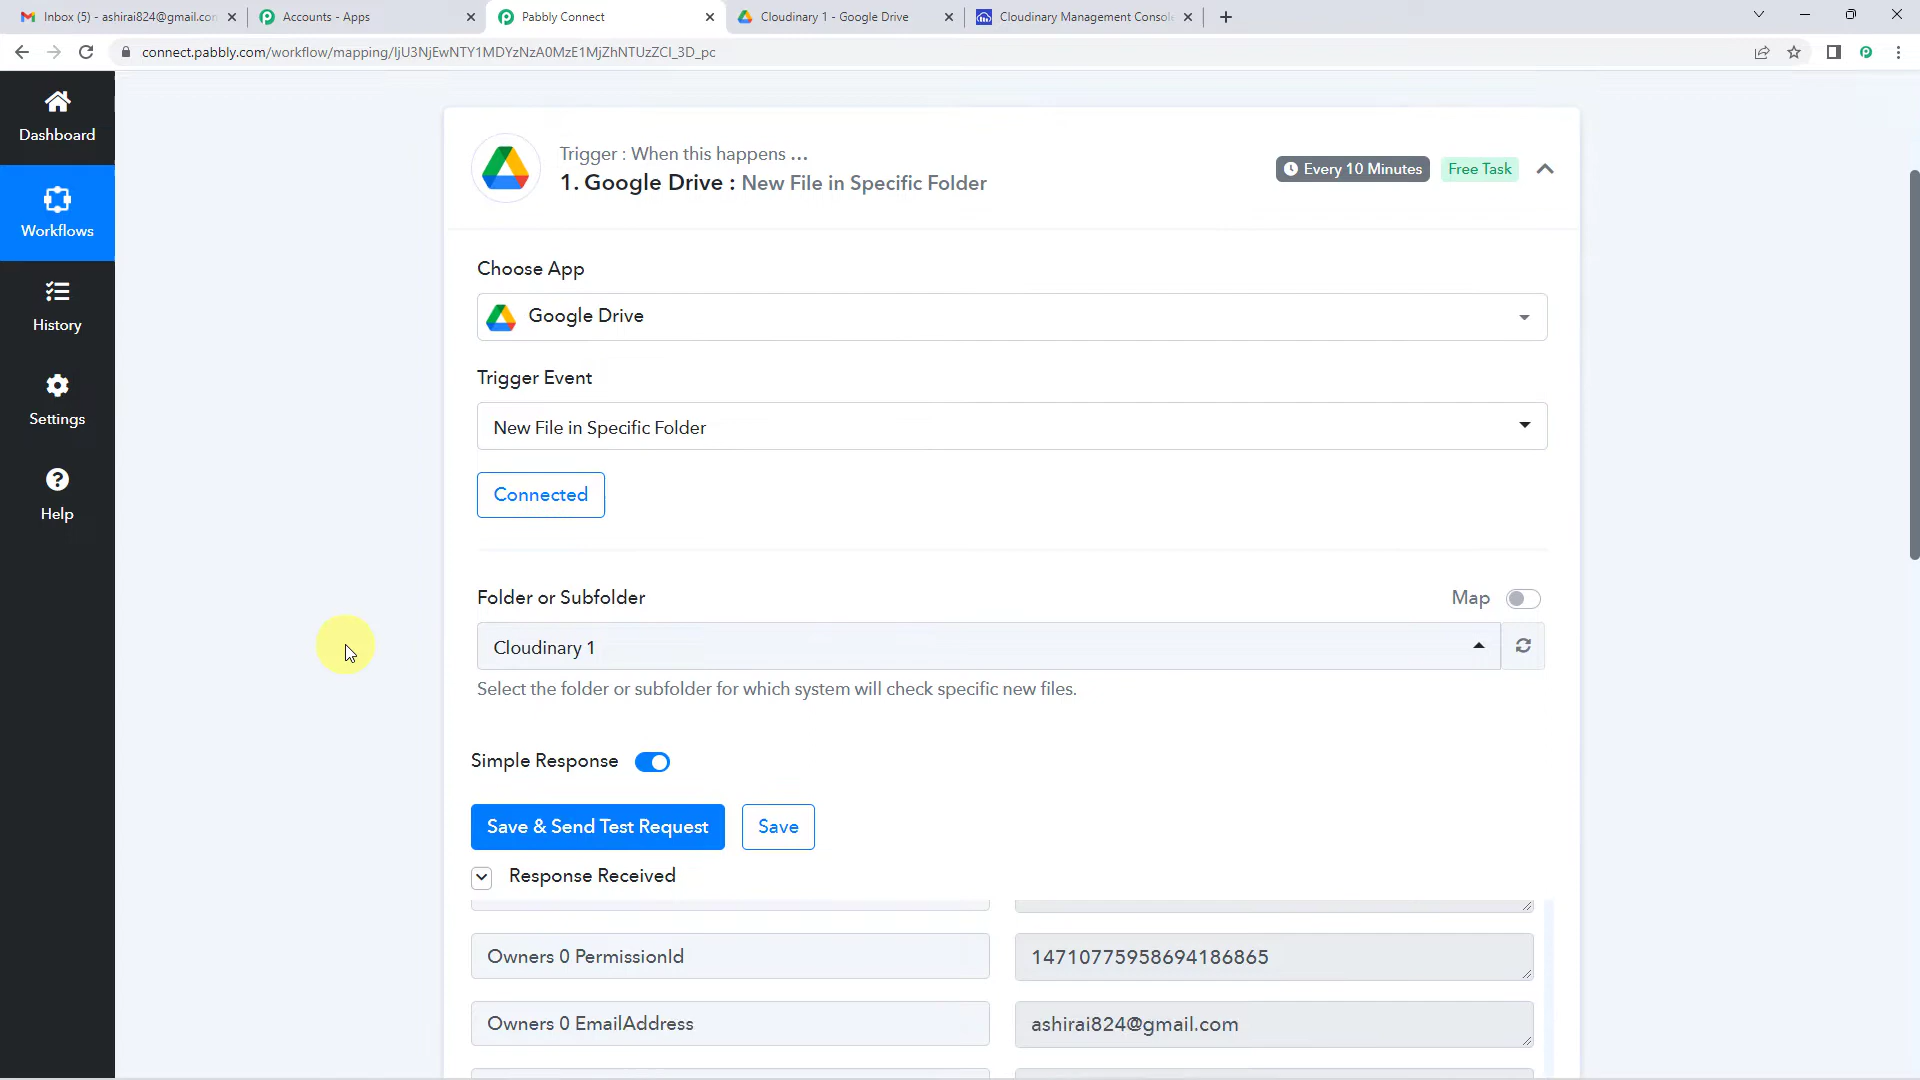 Inbox (5) - ashirai824@gmail.con
Accounts - Apps
Pabbly Connect
Cloudinary 1 - Google Drive
Cloudinary Management Console
connect.pabbly.com/workflow/mapping/IjU3NjEwNTY1MDYzNzA0MzE1MjZhNTUzZCI_3D_pc
Dashboard
Workflows
History
Settings
Help
Trigger : When this happens ...
1. Google Drive : New File in Specific Folder
Every 10 Minutes
Free Task
Choose App
Google Drive
Trigger Event
New File in Specific Folder
Connected
Folder or Subfolder
Map
Cloudinary 1
Select the folder or subfolder for which system will check specific new files.
Simple Response
Save & Send Test Request
Save
Response Received
Owners 0 PermissionId
14710775958694186865
Owners 0 EmailAddress
ashirai824@gmail.com